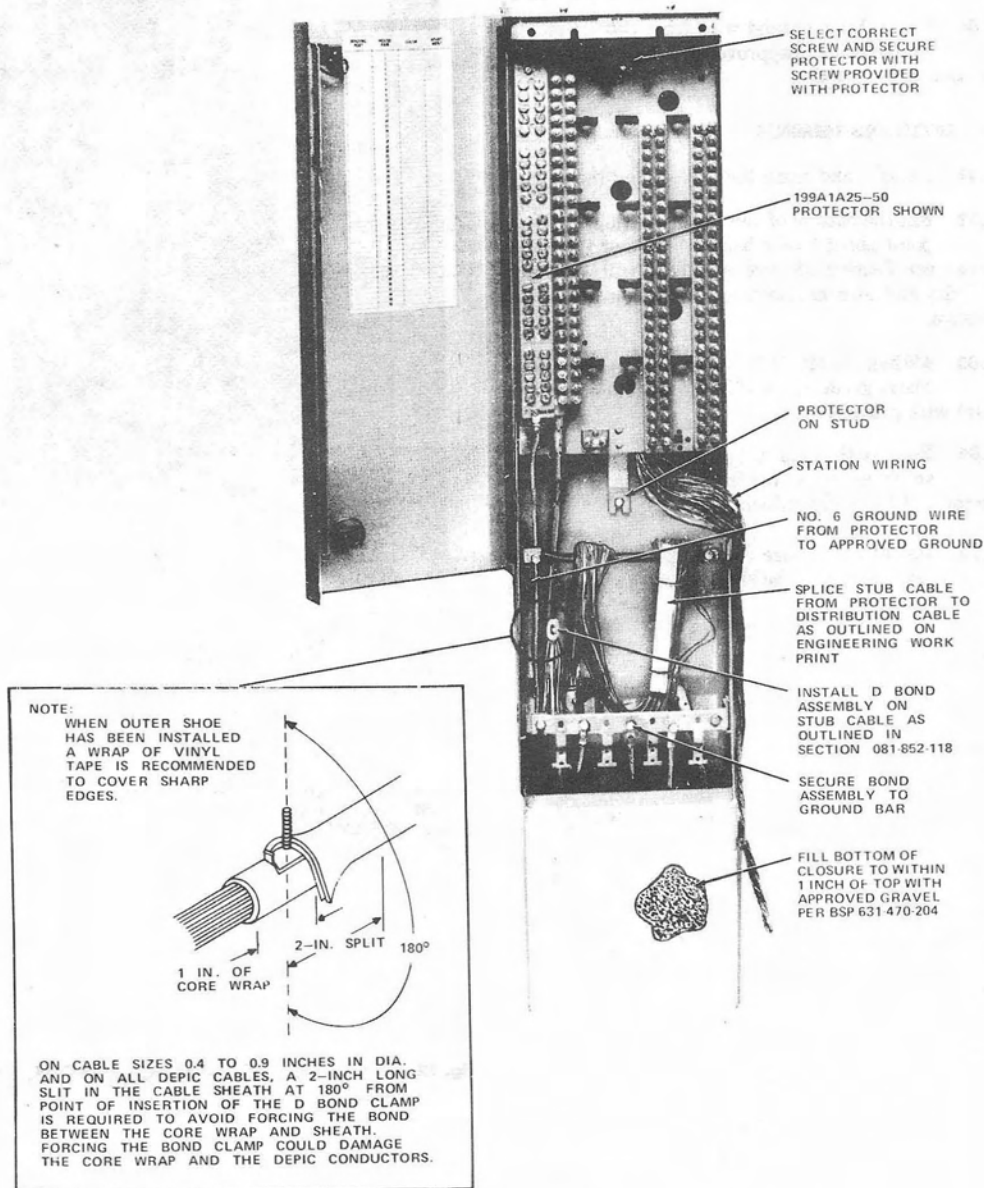 SELECT CORRECT
SCREW AND SECURE
PROTECTOR WITH
SCREW PROVIDED
WITH PROTECTOR
199A1A25-50
PROTECTOR SHOWN
PROTECTOR
ON STUD
STATION WIRING
NO. 6 GROUND WIRE
FROM PROTECTOR
TO APPROVED GROUND
SPLICE STUB CABLE
FROM PROTECTOR TO
DISTRIBUTION CABLE
AS OUTLINED ON
ENGINEERING WORK
PRINT
INSTALL D BOND
ASSEMBLY ON
STUB CABLE AS
OUTLINED IN
SECTION 081-852-118
SECURE BOND
ASSEMBLY TO
GROUND BAR
FILL BOTTOM OF
CLOSURE TO WITHIN
1 INCH OF TOP WITH
APPROVED GRAVEL
PER BSP 631-470-204
NOTE:
WHEN OUTER SHOE
HAS BEEN INSTALLED
A WRAP OF VINYL
TAPE IS RECOMMENDED
TO COVER SHARP
EDGES.
2-IN. SPLIT
180°
1 IN. OF
CORE WRAP
ON CABLE SIZES 0.4 TO 0.9 INCHES IN DIA.
AND ON ALL DEPIC CABLES, A 2-INCH LONG
SLIT IN THE CABLE SHEATH AT 180° FROM
POINT OF INSERTION OF THE D BOND CLAMP
IS REQUIRED TO AVOID FORCING THE BOND
BETWEEN THE CORE WRAP AND SHEATH.
FORCING THE BOND CLAMP COULD DAMAGE
THE CORE WRAP AND THE DEPIC CONDUCTORS.